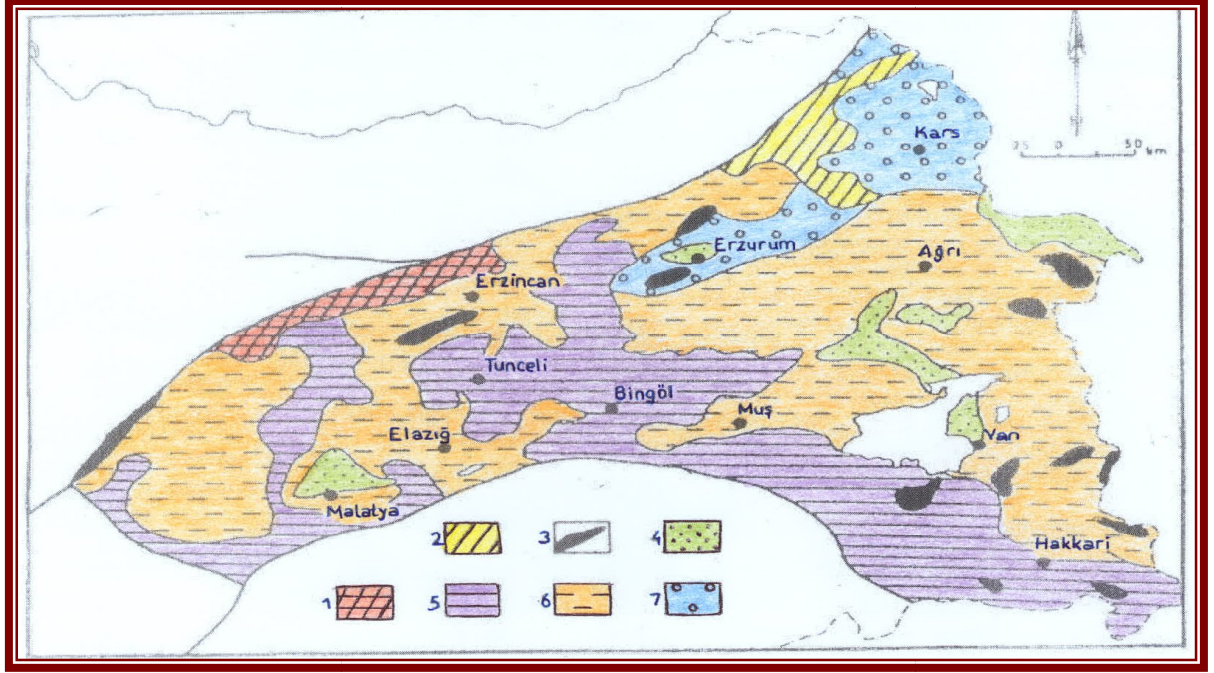 Kars
25 0 50 km
Erzurum
Ağrı
Erzincan
Tunceli
Bingöl
Muş
Elazığ
Van
Malatya
Hakkari
2 3 4
1 5 6 7